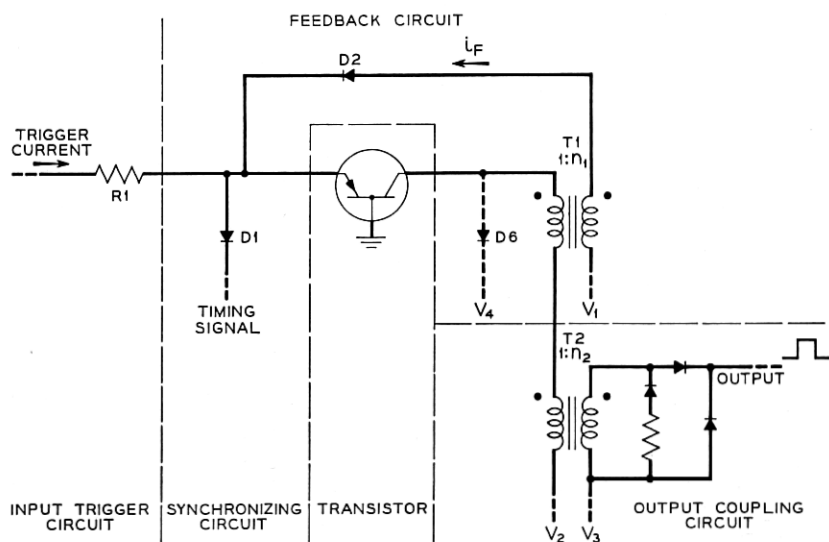 FEEDBACK CIRCUIT
iF
D2
TRIGGER
CURRENT
R1
T1
1:n1
D1
D6
TIMING
SIGNAL
V4
V1
T2
1:n2
OUTPUT
INPUT TRIGGER
CIRCUIT
SYNCHRONIZING
CIRCUIT
TRANSISTOR
V2
V3
OUTPUT COUPLING
CIRCUIT